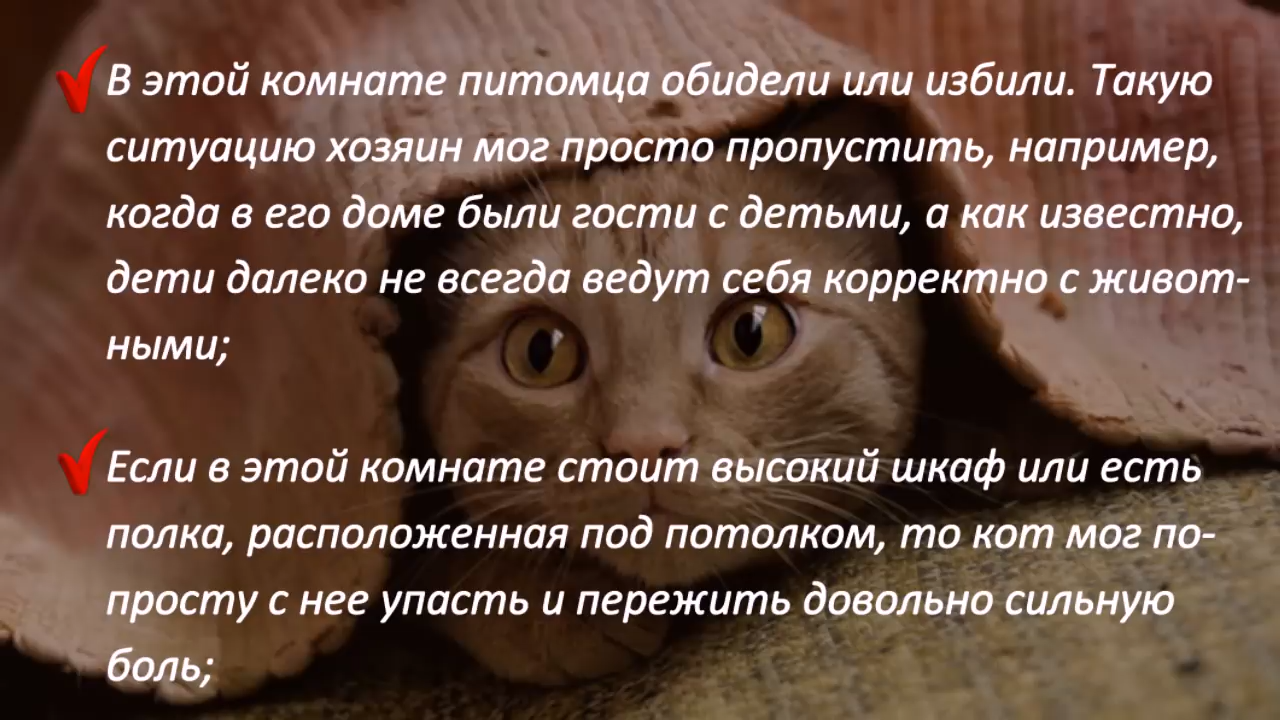 В этой комнате питомца обидели или избили. Такую
ситуацию хозяин мог просто пропустить, например,
когда в его доме были гости с детьми, а как известно,
дети далеко не всегда ведут себя корректно с живот-
ными;
Если в этой комнате стоит высокий шкаф или есть
полка, расположенная под потолком, то кот мог по-
просту с нее упасть и пережить довольно сильную
боль;